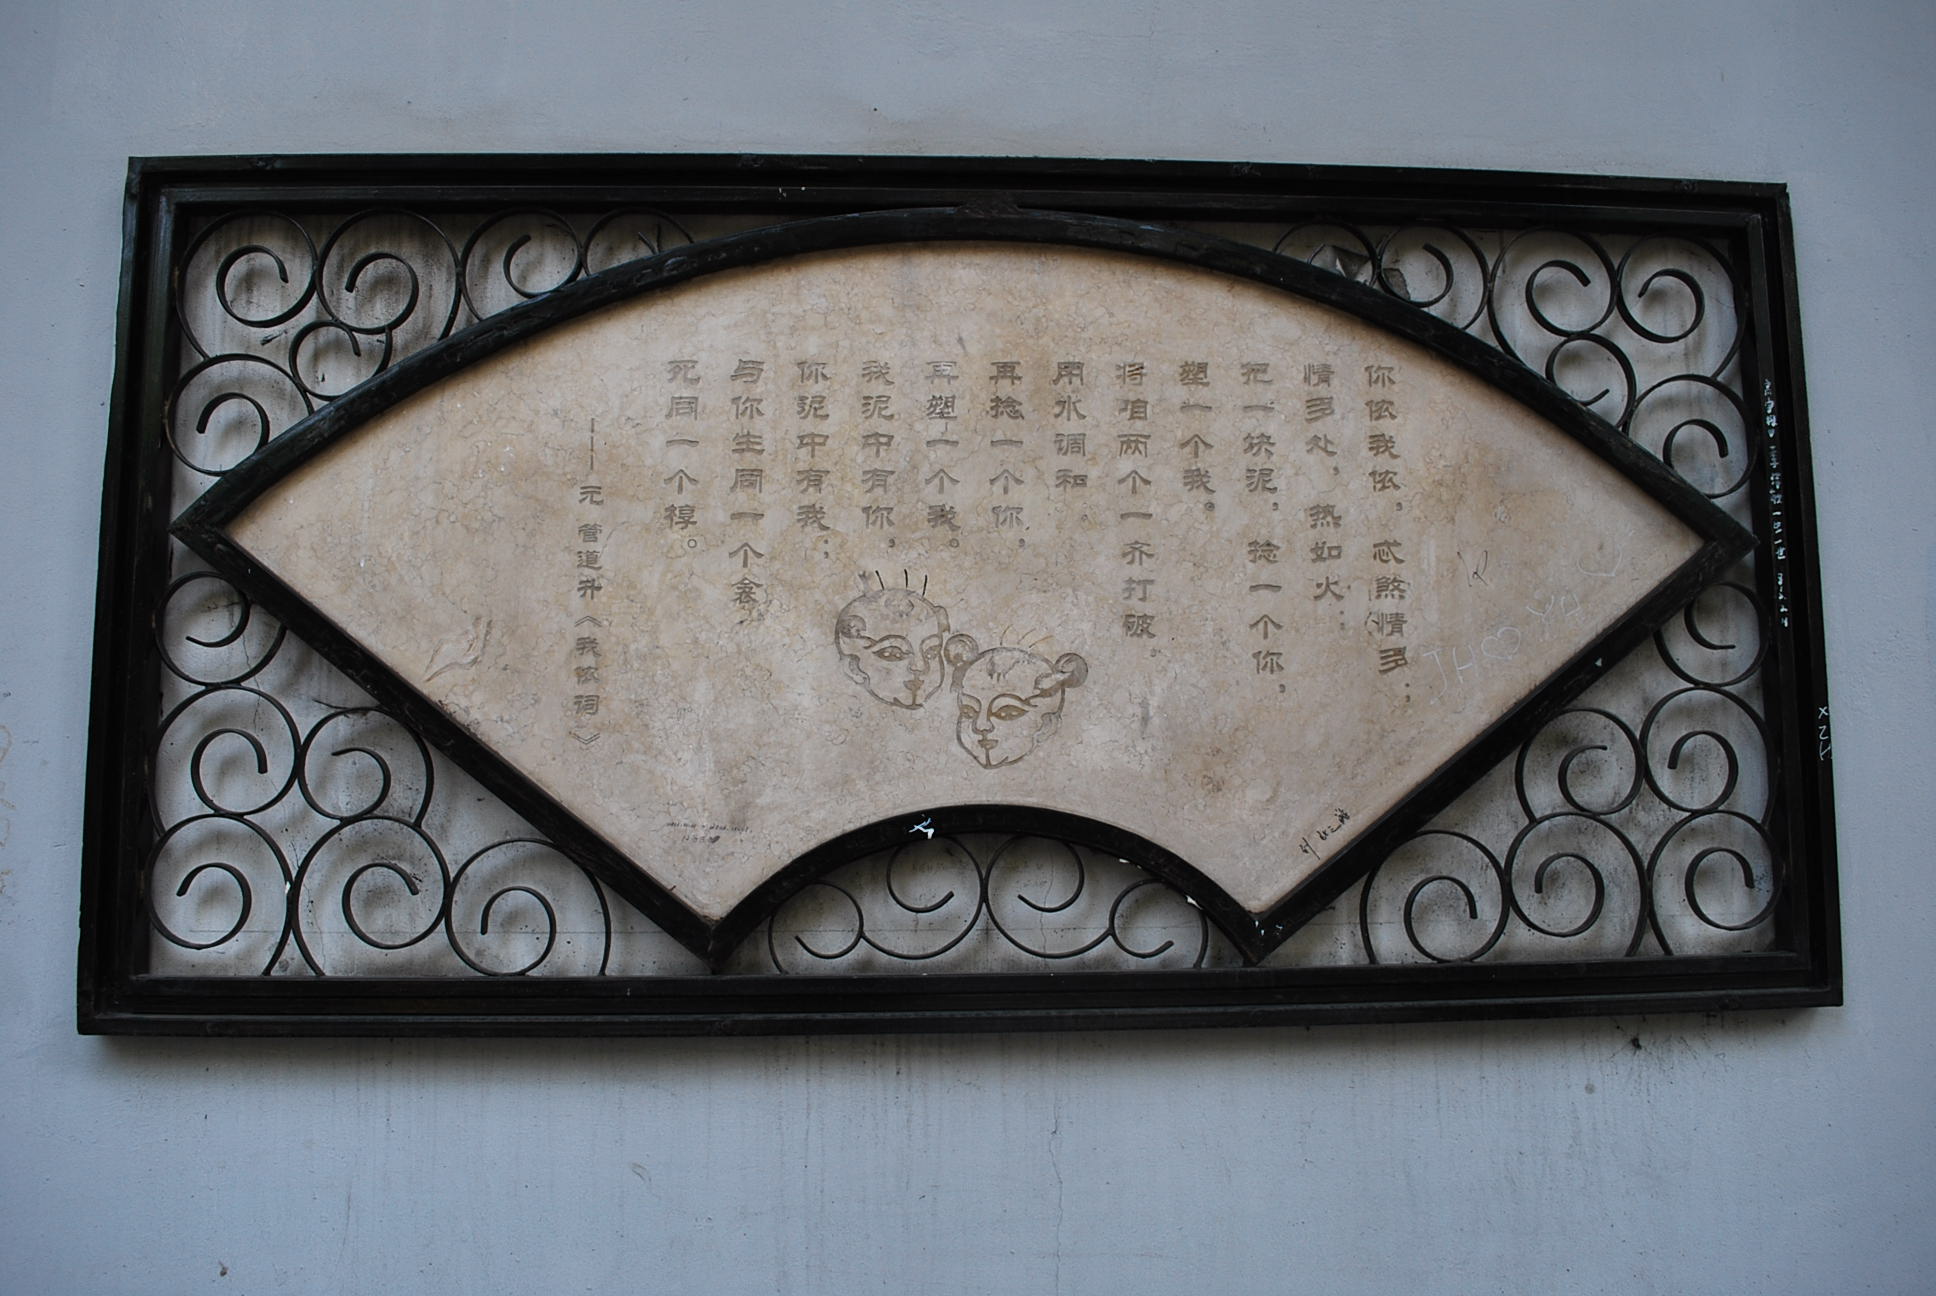 你侬我侬，忒煞情多；
情多处，热如火；
把一块泥，捻一个你，
塑一个我。
将咱两个一齐打破，
用水调和。
再捻一个你，
再塑一个我。
我泥中有你，
你泥中有我；
与你生同一个衾，
死同一个椁。
——元 管道升《我侬词》
JH♡YQ
XZH